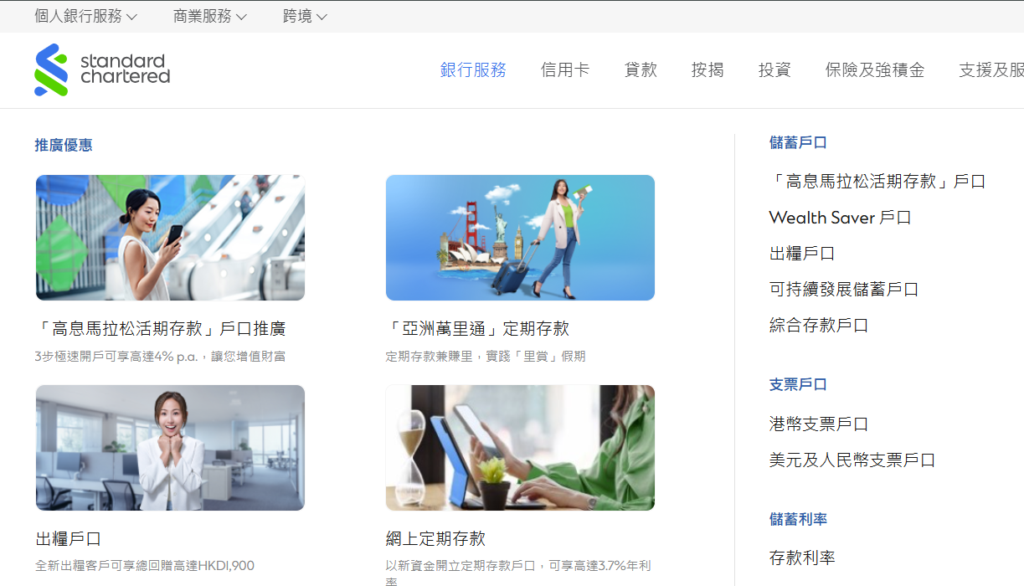 個人銀行服務
商業服務
跨境
standard
chartered
銀行服務
信用卡
貸款
按揭
投資
保險及強積金
支援及服
推廣優惠
「高息馬拉松活期存款」戶口推廣
3步極速開戶可享高達4% p.a.，讓您增值財富
「亞洲萬里通」定期存款
定期存款兼賺里，實踐「里賞」假期
出糧戶口
全新出糧客戶可享總回贈高達HKD1,900
網上定期存款
以新資金開立定期存款戶口，可享高達3.7%年利
率
儲蓄戶口
「高息馬拉松活期存款」戶口
Wealth Saver 戶口
出糧戶口
可持續發展儲蓄戶口
綜合存款戶口
支票戶口
港幣支票戶口
美元及人民幣支票戶口
儲蓄利率
存款利率